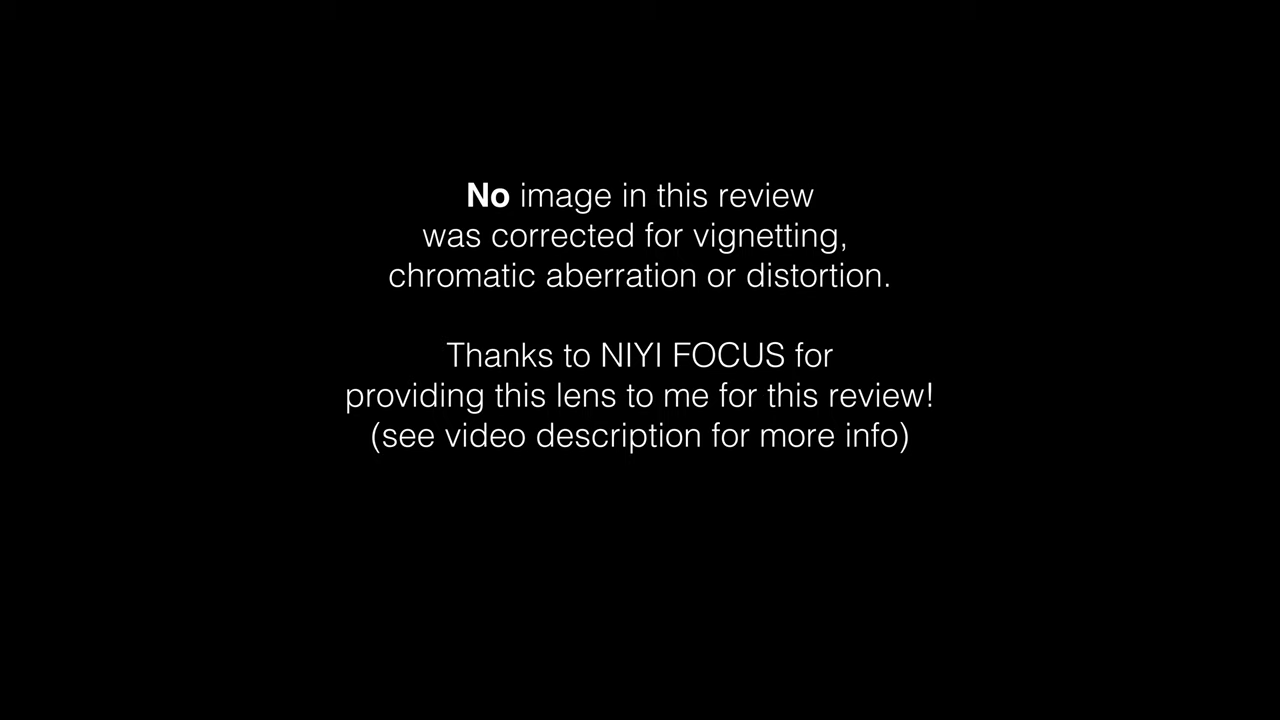 No image in this review
was corrected for vignetting,
chromatic aberration or distortion.
Thanks to NIYI FOCUS for
providing this lens to me for this review!
(see video description for more info)